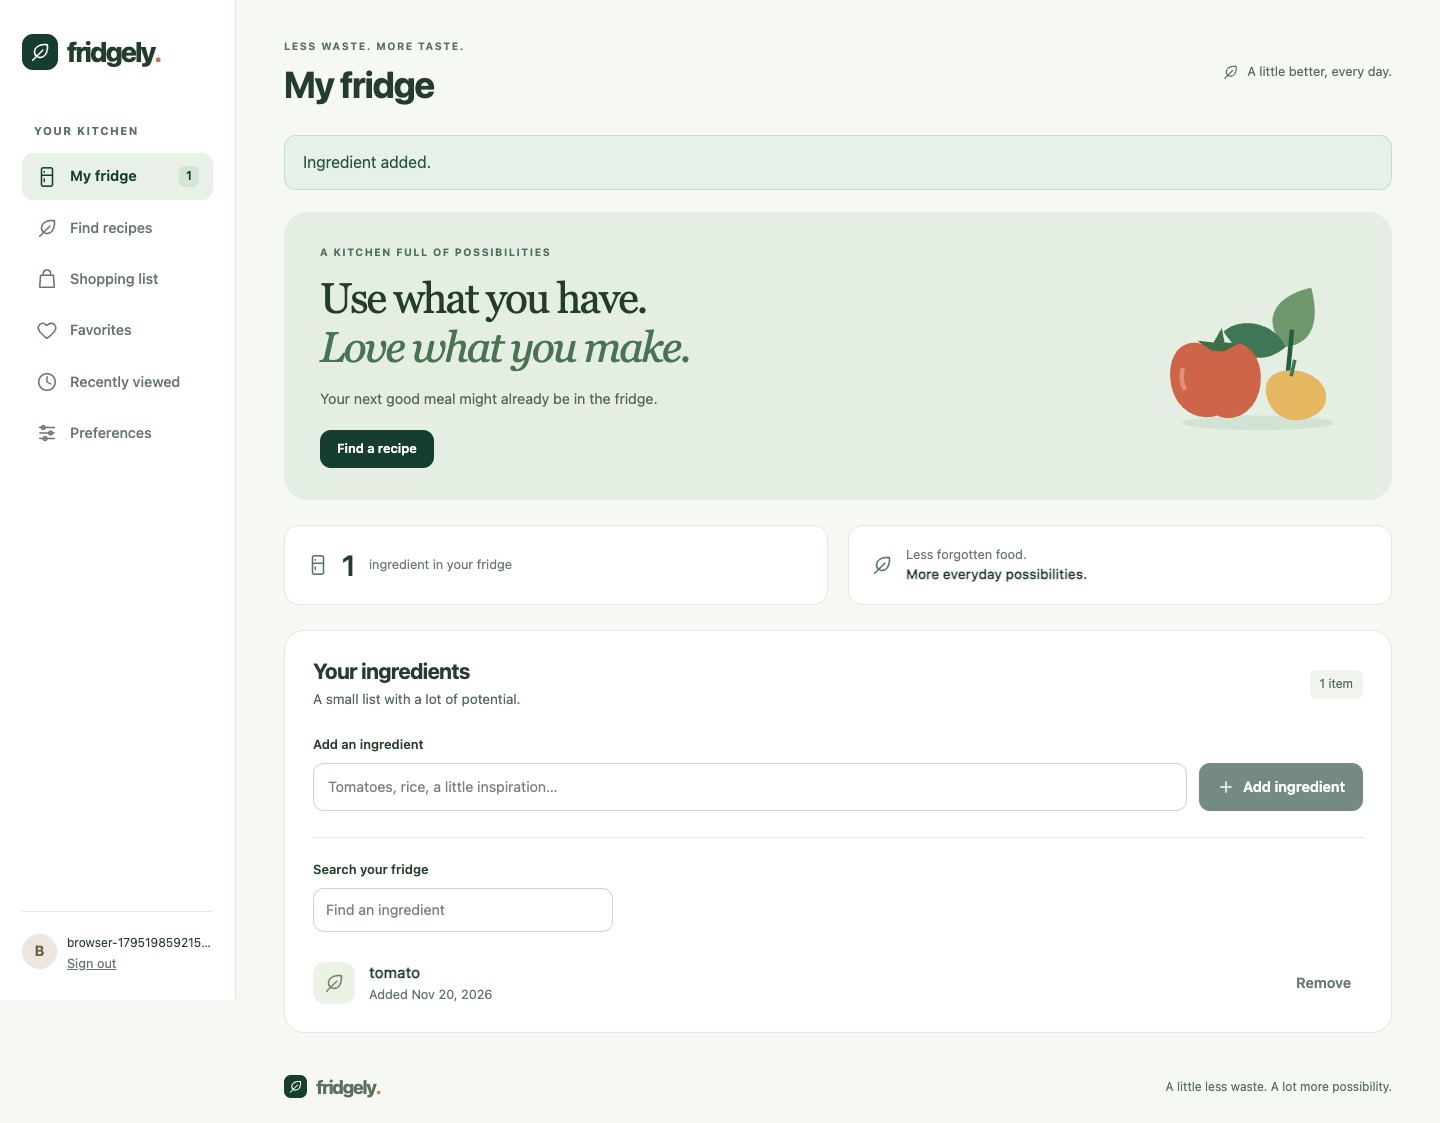 fridgely.
YOUR KITCHEN
My fridge 1
Find recipes
Shopping list
Favorites
Recently viewed
Preferences
B
browser-179519859215...
Sign out
LESS WASTE. MORE TASTE.
My fridge
A little better, every day.
Ingredient added.
A KITCHEN FULL OF POSSIBILITIES
Use what you have.
Love what you make.
Your next good meal might already be in the fridge.
Find a recipe
1 ingredient in your fridge
Less forgotten food.
More everyday possibilities.
Your ingredients
A small list with a lot of potential.
1 item
Add an ingredient
Tomatoes, rice, a little inspiration...
+ Add ingredient
Search your fridge
Find an ingredient
tomato
Added Nov 20, 2026
Remove
fridgely.
A little less waste. A lot more possibility.